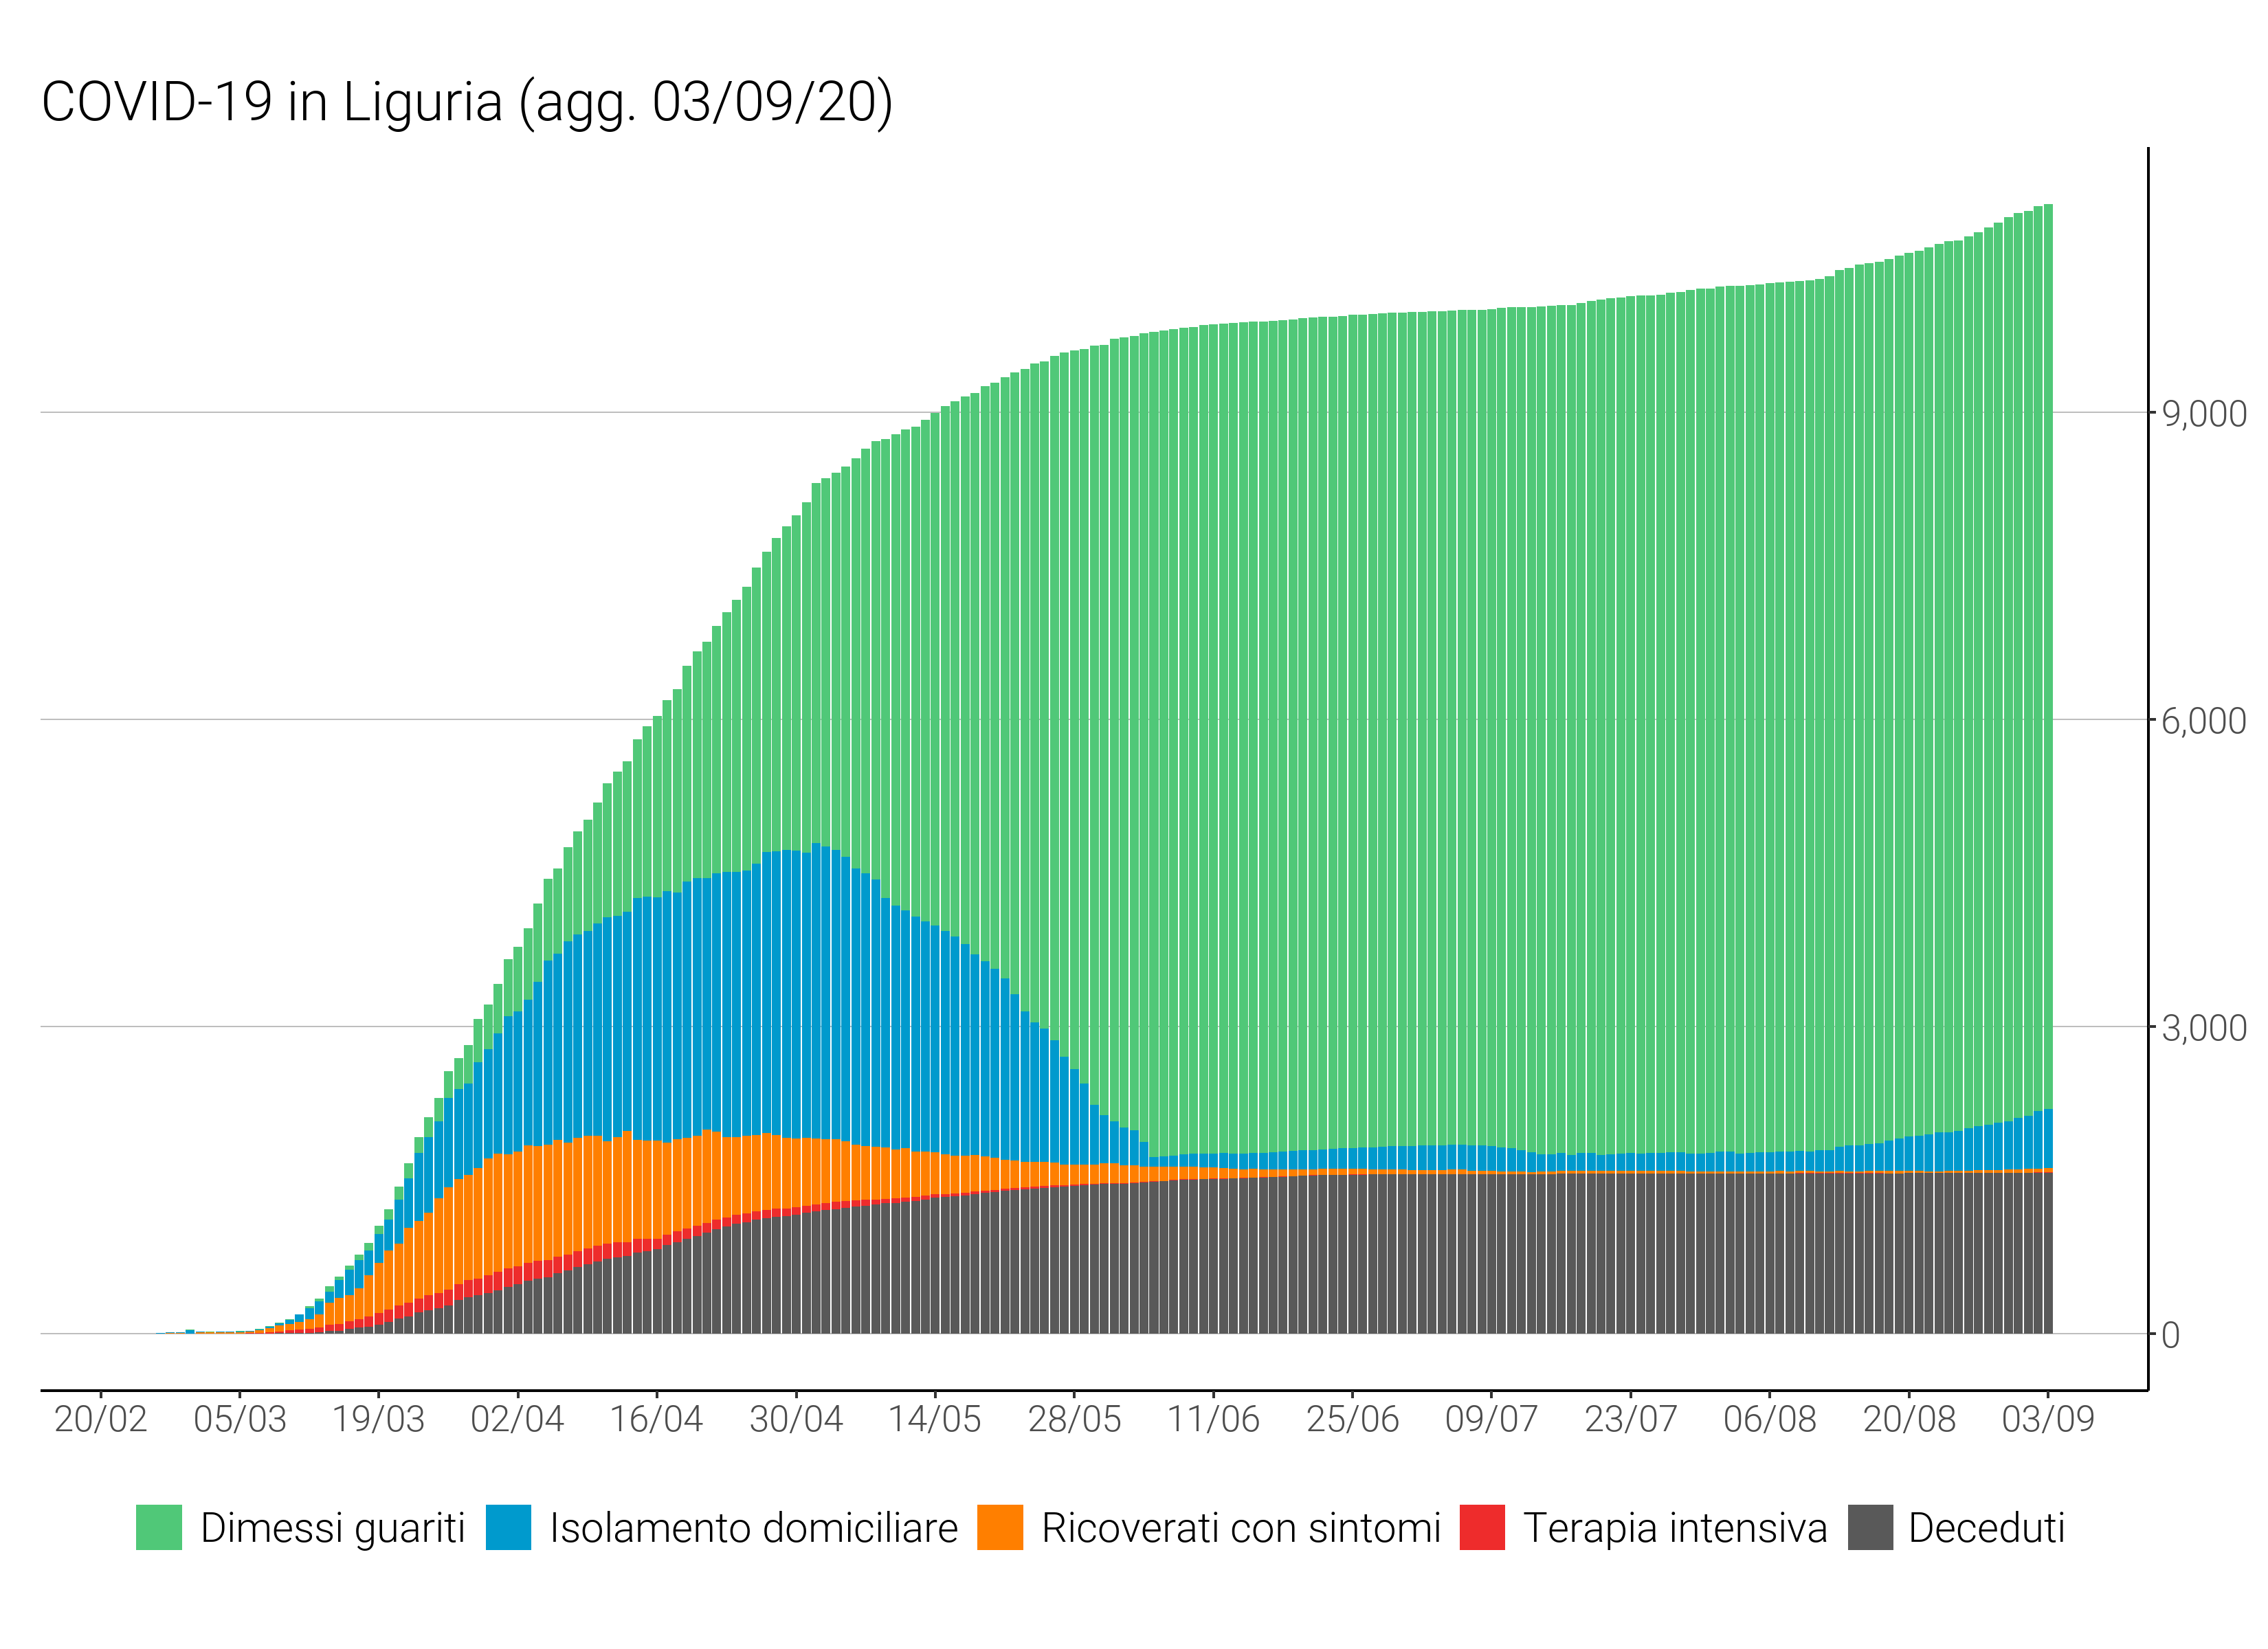 COVID-19 in Liguria (agg. 03/09/20)
9,000
6,000
3,000
0
20/02 05/03 19/03 02/04 16/04 30/04 14/05 28/05 11/06 25/06 09/07 23/07 06/08 20/08 03/09
Dimessi guariti Isolamento domiciliare Ricoverati con sintomi Terapia intensiva Deceduti